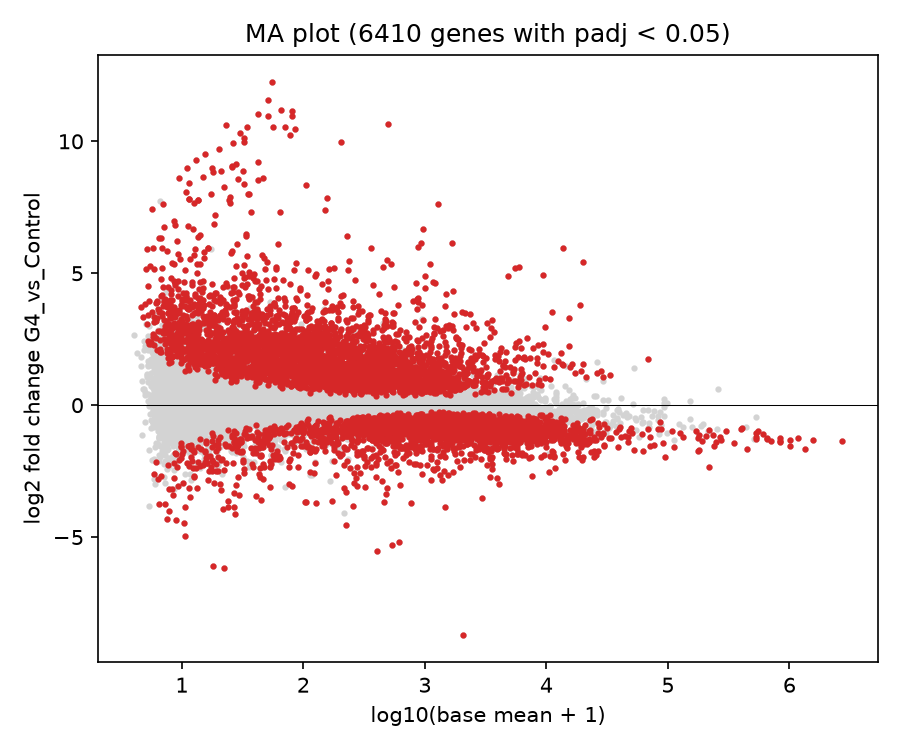 MA plot (6410 genes with padj < 0.05)
log2 fold change G4_vs_Control
10
5
0
−5
1 2 3 4 5 6
log10(base mean + 1)